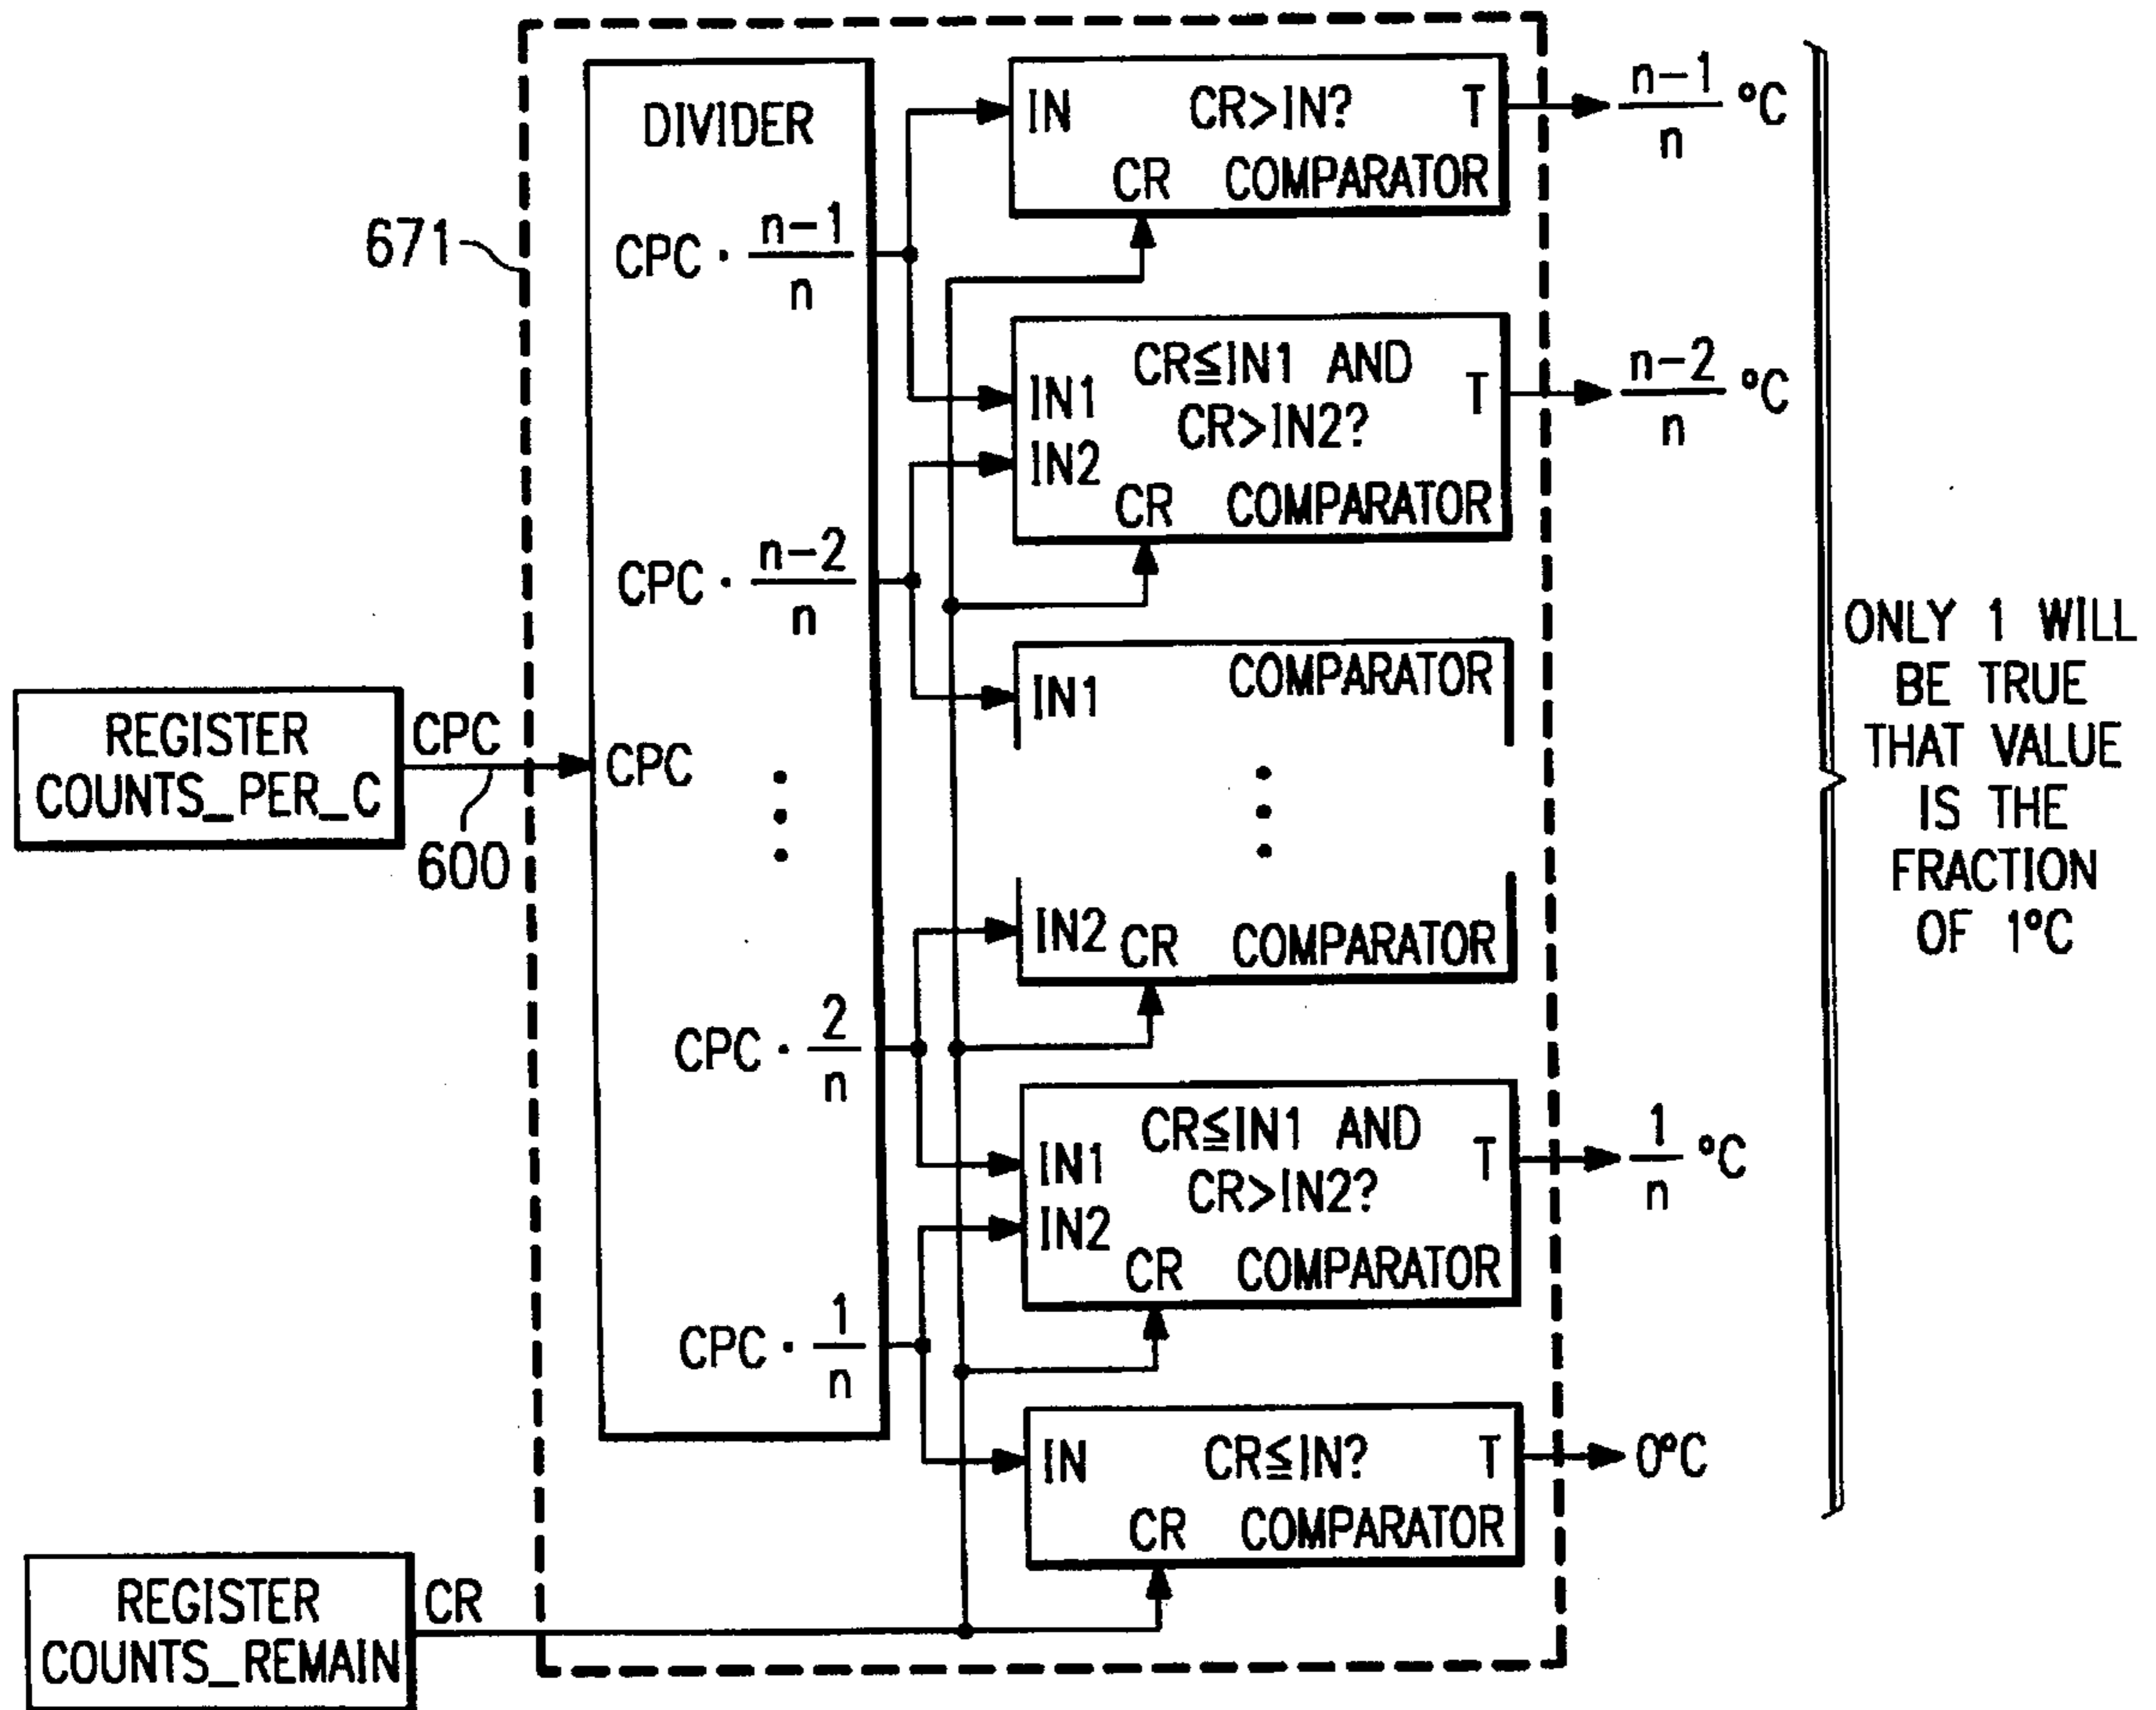 DIVIDER
CPC · n-1/n
CPC · n-2/n
CPC
CPC · 2/n
CPC · 1/n
671
REGISTER
COUNTS_PER_C
CPC
600
REGISTER
COUNTS_REMAIN
CR
IN CR>IN? T
CR COMPARATOR
n-1/n °C
CR≦IN1 AND
IN1 T
CR>IN2?
IN2
CR COMPARATOR
n-2/n °C
COMPARATOR
IN1
IN2 CR COMPARATOR
CR≦IN1 AND
IN1 T
CR>IN2?
IN2
CR COMPARATOR
1/n °C
IN CR≦IN? T
CR COMPARATOR
0°C
ONLY 1 WILL
BE TRUE
THAT VALUE
IS THE
FRACTION
OF 1°C